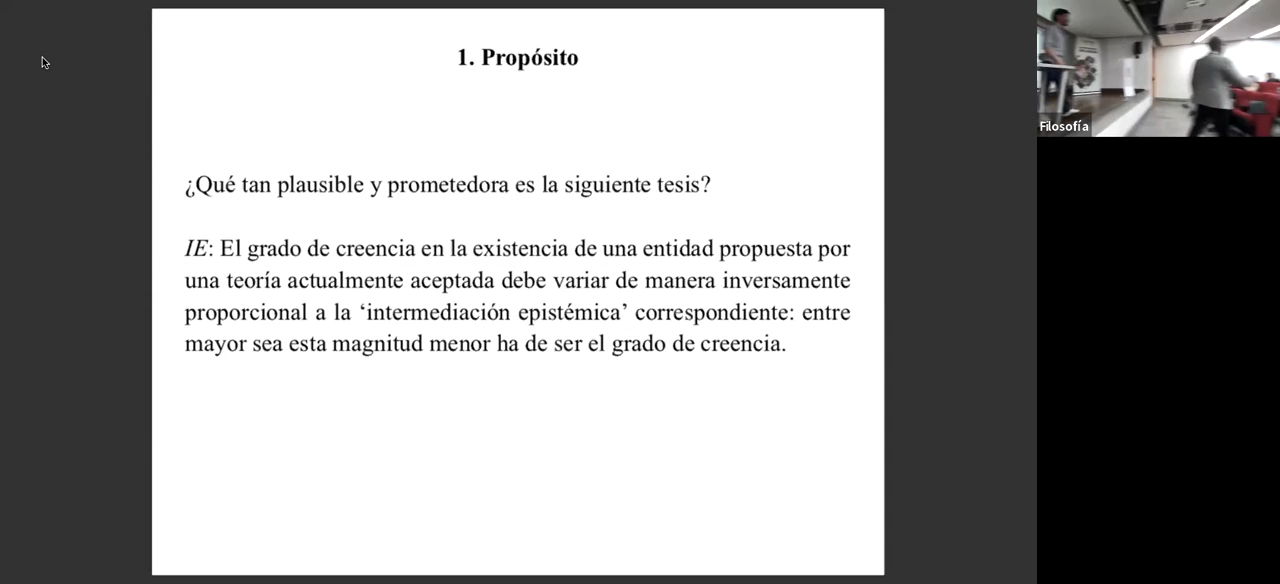 1. Propósito
¿Qué tan plausible y prometedora es la siguiente tesis?
IE: El grado de creencia en la existencia de una entidad propuesta por
una teoría actualmente aceptada debe variar de manera inversamente
proporcional a la ‘intermediación epistémica’ correspondiente: entre
mayor sea esta magnitud menor ha de ser el grado de creencia.
Filosofía